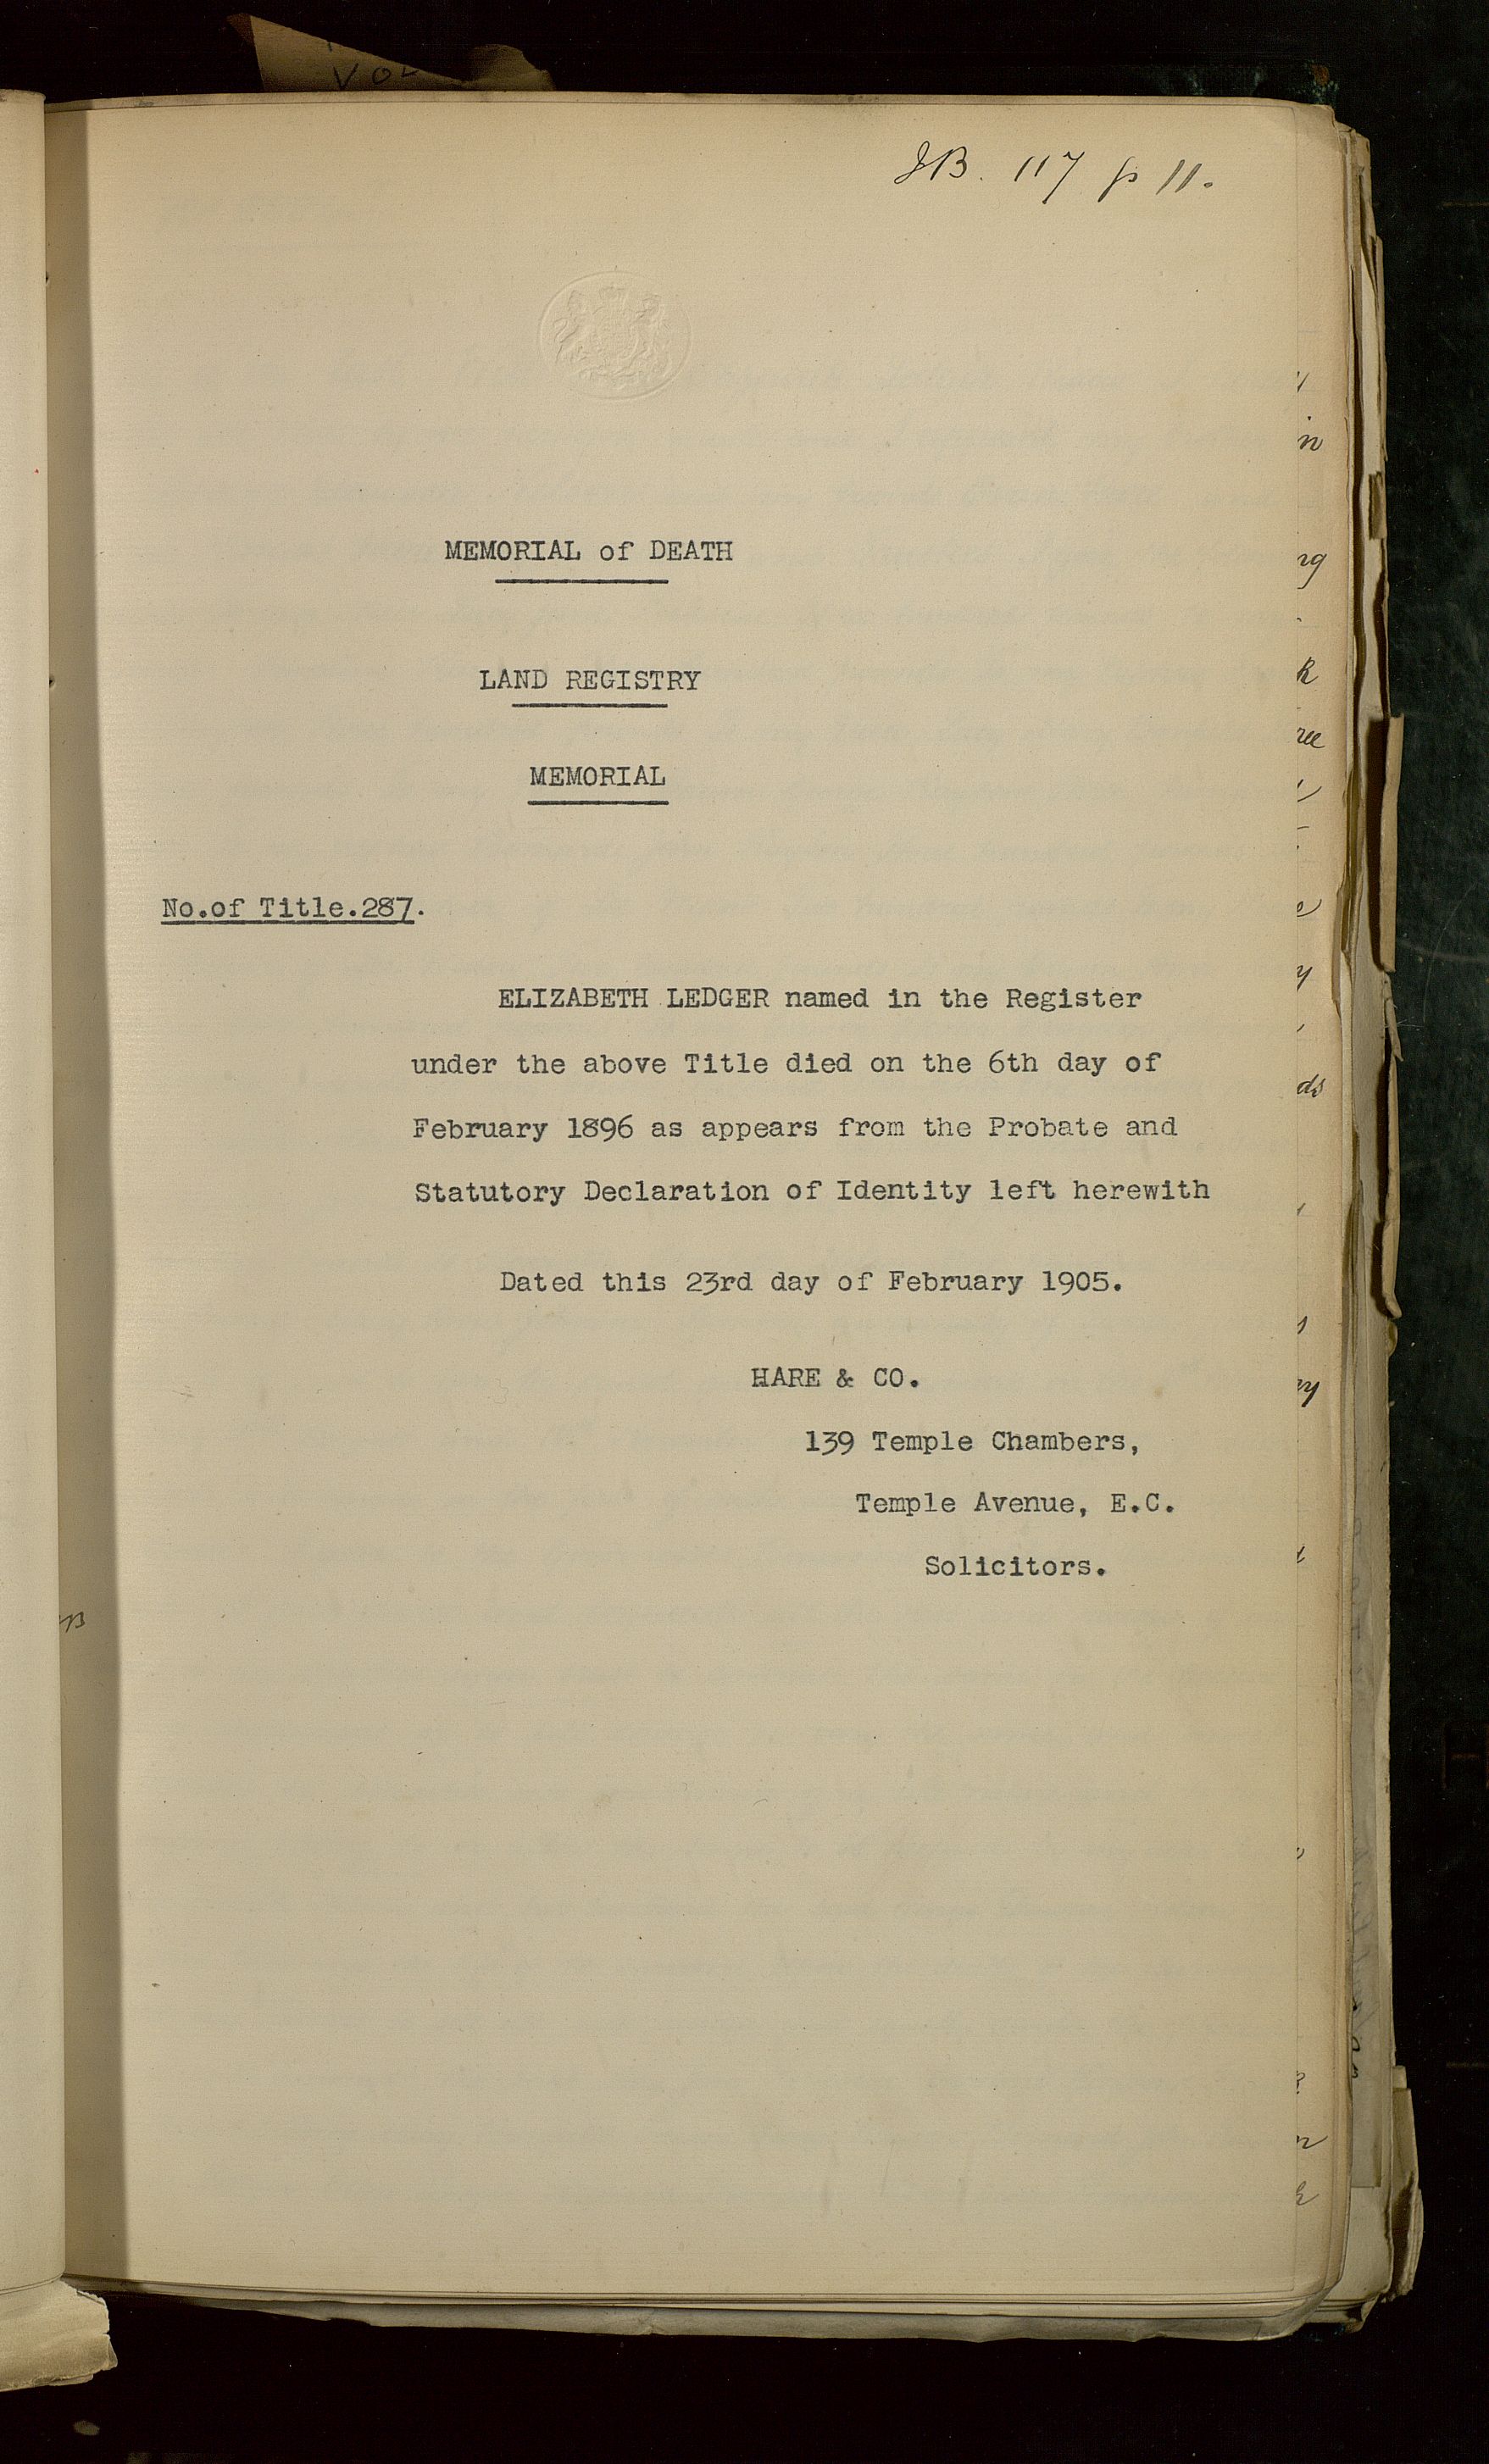 JB. 117 p 11.
MEMORIAL of DEATH
LAND REGISTRY
MEMORIAL
No.of Title.287.
ELIZABETH LEDGER named in the Register
under the above Title died on the 6th day of
February 1896 as appears from the Probate and
Statutory Declaration of Identity left herewith
Dated this 23rd day of February 1905.
HARE & CO.
139 Temple Chambers,
Temple Avenue, E.C.
Solicitors.